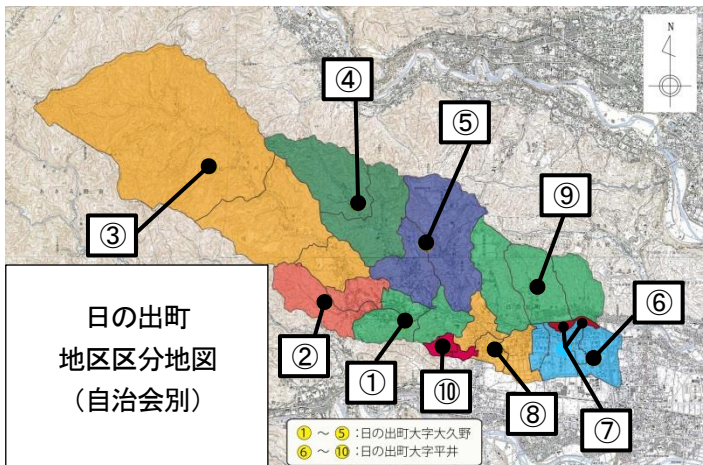 N
④
⑤
③
⑨
⑥
②
①
⑩
⑧
⑦
日の出町
地区区分地図
（自治会別）
① ～ ⑤ :日の出町大字大久野
⑥ ～ ⑩ :日の出町大字平井